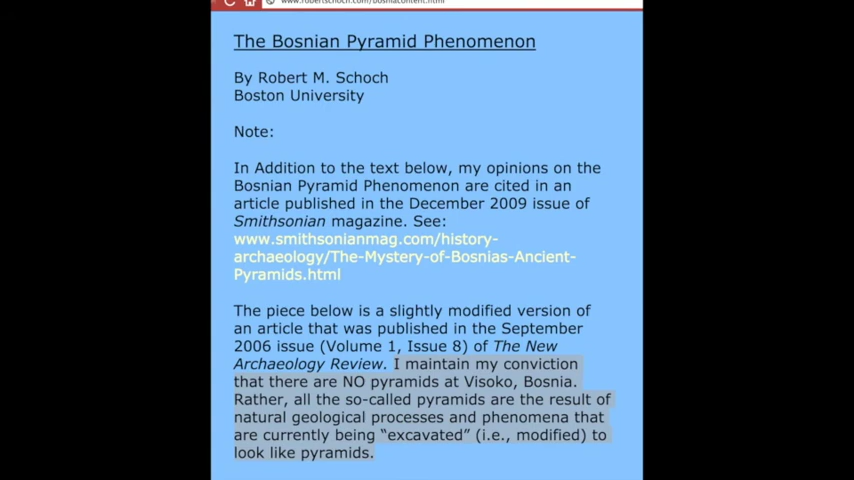 www.robertschoch.com/bosniacontent.html
The Bosnian Pyramid Phenomenon
By Robert M. Schoch
Boston University
Note:
In Addition to the text below, my opinions on the
Bosnian Pyramid Phenomenon are cited in an
article published in the December 2009 issue of
Smithsonian magazine. See:
www.smithsonianmag.com/history-
archaeology/The-Mystery-of-Bosnias-Ancient-
Pyramids.html
The piece below is a slightly modified version of
an article that was published in the September
2006 issue (Volume 1, Issue 8) of The New
Archaeology Review. I maintain my conviction
that there are NO pyramids at Visoko, Bosnia.
Rather, all the so-called pyramids are the result of
natural geological processes and phenomena that
are currently being “excavated” (i.e., modified) to
look like pyramids.